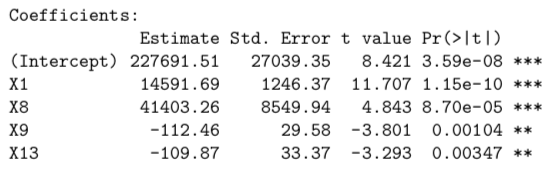 Coefficients:
Estimate Std. Error t value Pr(>|t|)
(Intercept) 227691.51 27039.35 8.421 3.59e-08 ***
X1 14591.69 1246.37 11.707 1.15e-10 ***
X8 41403.26 8549.94 4.843 8.70e-05 ***
X9 -112.46 29.58 -3.801 0.00104 **
X13 -109.87 33.37 -3.293 0.00347 **